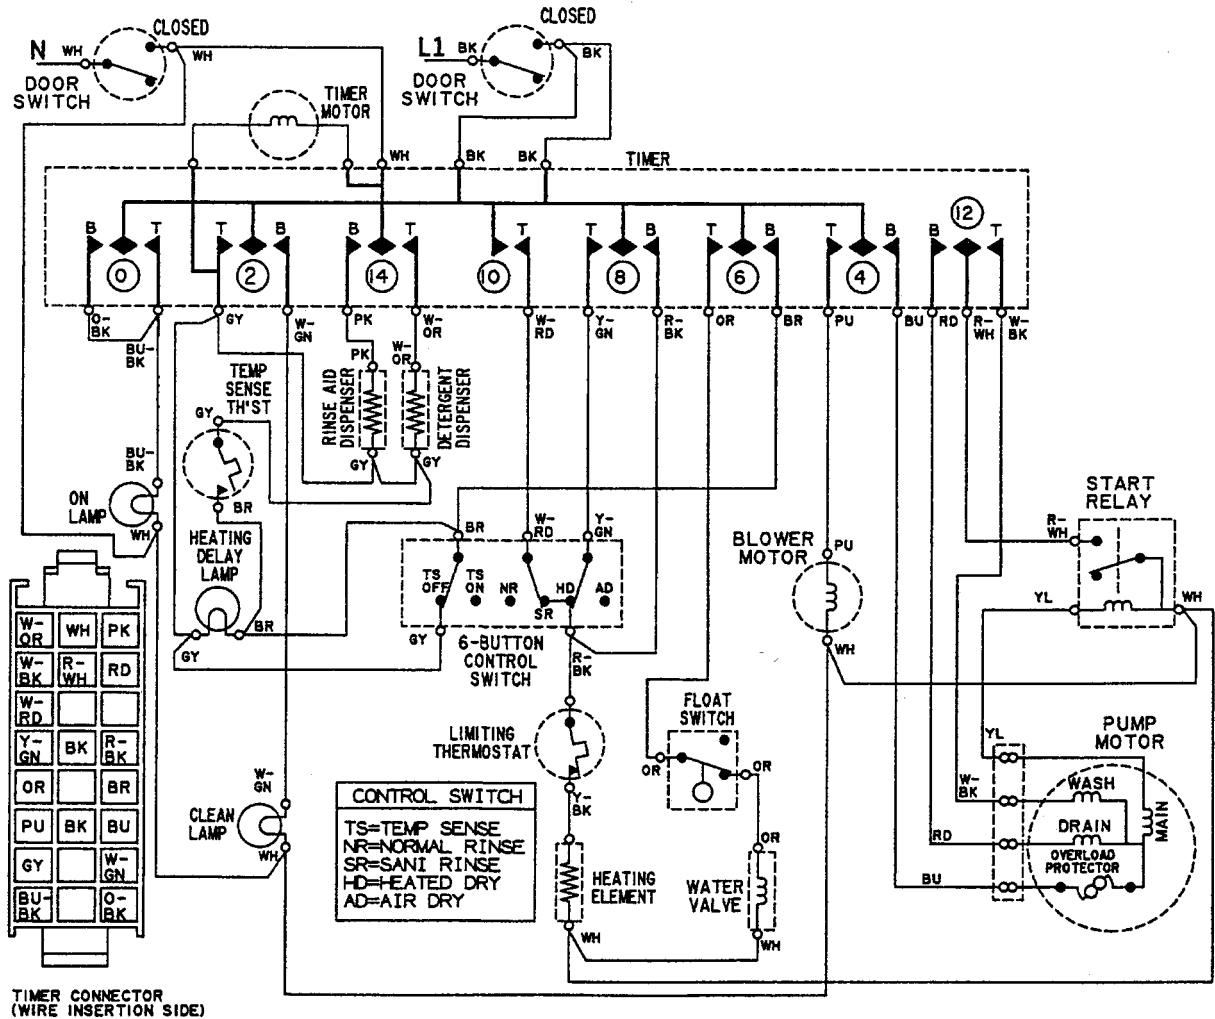 CLOSED
CLOSED
N WH
WH
L1 BK
BK
DOOR
SWITCH
DOOR
SWITCH
TIMER
MOTOR
WH
BK
BK
TIMER
B T
T B
B T
T
T B
T B
T B
B T
0
2
14
10
8
6
4
12
O-
BK
BU-
BK
GY
W-
GN
PK
W-
OR
W-
RD
Y-
GN
R-
BK
OR
BR
PU
BU
RD
R-
WH
W-
BK
PK
W-
OR
TEMP
SENSE
TH'ST
GY
RINSE AID
DISPENSER
DETERGENT
DISPENSER
GY
GY
BU-
BK
ON
LAMP
WH
BR
HEATING
DELAY
LAMP
BR
GY
BR
W-
RD
Y-
GN
TS
OFF
TS
ON
NR
SR
HD
AD
GY
6-BUTTON
CONTROL
SWITCH
R-
BK
BLOWER
MOTOR
PU
WH
START
RELAY
R-
WH
YL
WH
W-
OR
WH
PK
W-
BK
R-
WH
RD
W-
RD
Y-
GN
BK
R-
BK
OR
BR
PU
BK
BU
GY
W-
GN
BU-
BK
O-
BK
TIMER CONNECTOR
(WIRE INSERTION SIDE)
LIMITING
THERMOSTAT
Y-
BK
FLOAT
SWITCH
OR
OR
OR
W-
GN
CLEAN
LAMP
WH
CONTROL SWITCH
TS=TEMP SENSE
NR=NORMAL RINSE
SR=SANI RINSE
HD=HEATED DRY
AD=AIR DRY
HEATING
ELEMENT
WH
WATER
VALVE
WH
PUMP
MOTOR
YL
W-
BK
WASH
MAIN
RD
DRAIN
OVERLOAD
PROTECTOR
BU